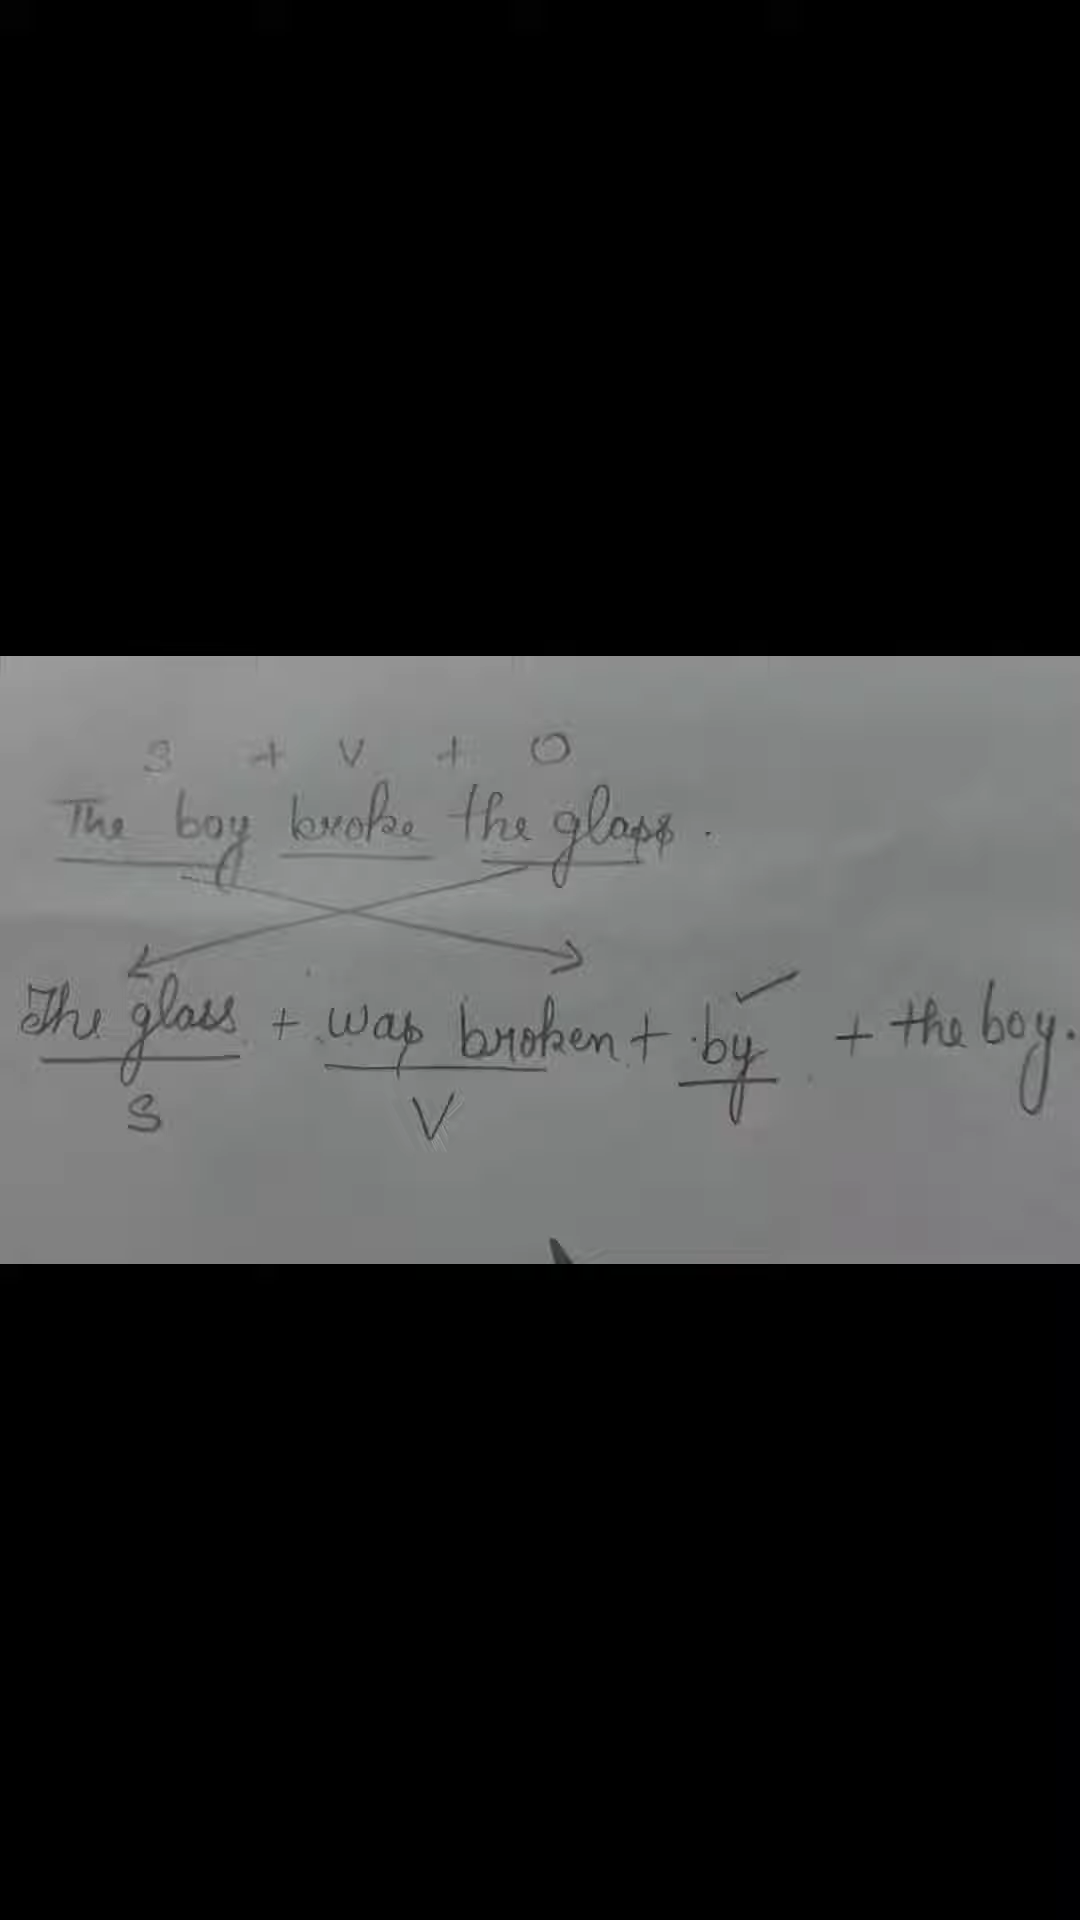 S + V + O
The boy broke the glass.
The glass + was broken + by + the boy.
S V